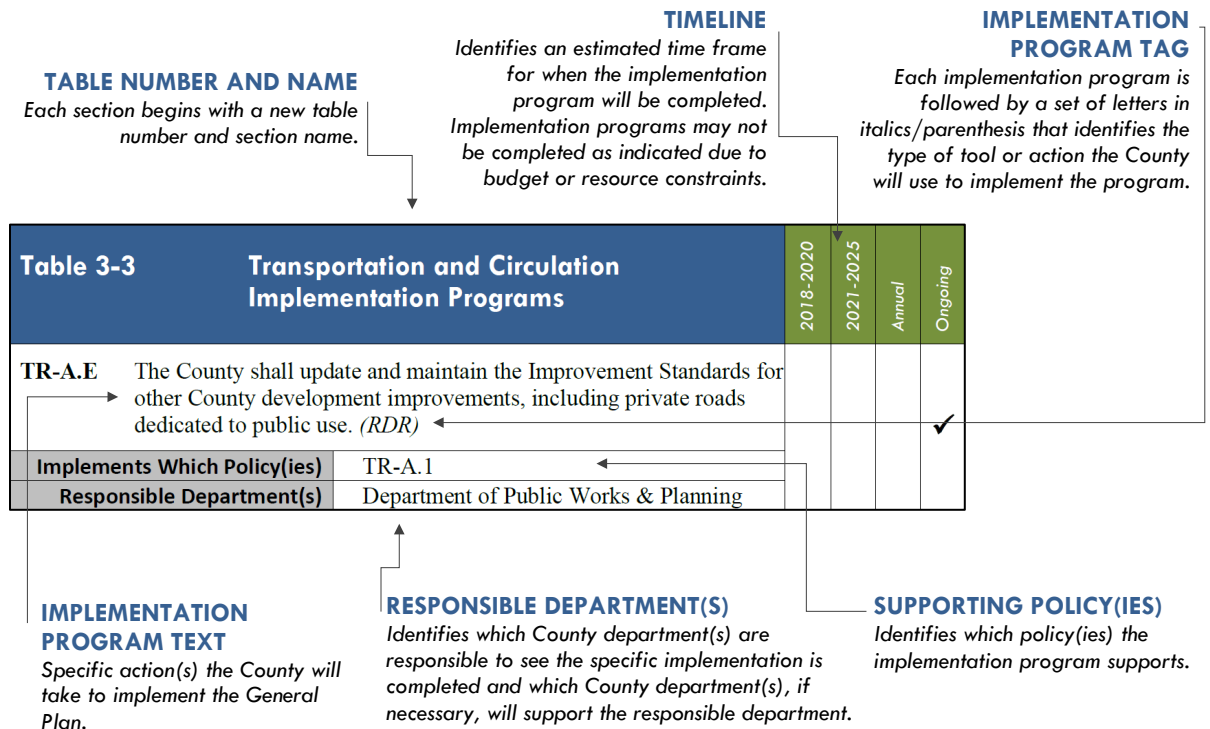 TABLE NUMBER AND NAME
Each section begins with a new table
number and section name.
TIMELINE
Identifies an estimated time frame
for when the implementation
program will be completed.
Implementation programs may not
be completed as indicated due to
budget or resource constraints.
IMPLEMENTATION
PROGRAM TAG
Each implementation program is
followed by a set of letters in
italics/parenthesis that identifies the
type of tool or action the County
will use to implement the program.
Table 3-3 Transportation and Circulation
Implementation Programs
2018-2020
2021-2025
Annual
Ongoing
TR-A.E The County shall update and maintain the Improvement Standards for
other County development improvements, including private roads
dedicated to public use. (RDR)
✓
Implements Which Policy(ies) TR-A.1
Responsible Department(s) Department of Public Works & Planning
IMPLEMENTATION
PROGRAM TEXT
Specific action(s) the County will
take to implement the General
Plan.
RESPONSIBLE DEPARTMENT(S)
Identifies which County department(s) are
responsible to see the specific implementation is
completed and which County department(s), if
necessary, will support the responsible department.
SUPPORTING POLICY(IES)
Identifies which policy(ies) the
implementation program supports.